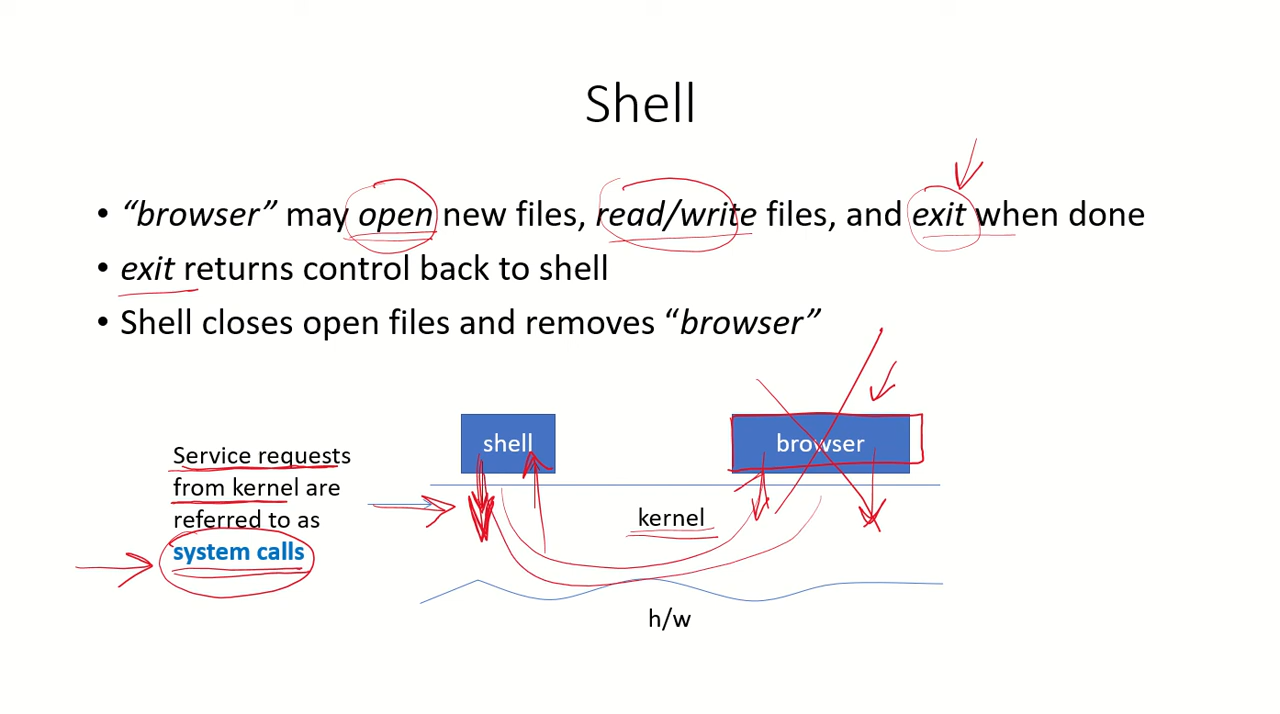 Shell
• “browser” may open new files, read/write files, and exit when done
• exit returns control back to shell
• Shell closes open files and removes “browser”
shell
browser
Service requests
from kernel are
referred to as
system calls
kernel
h/w